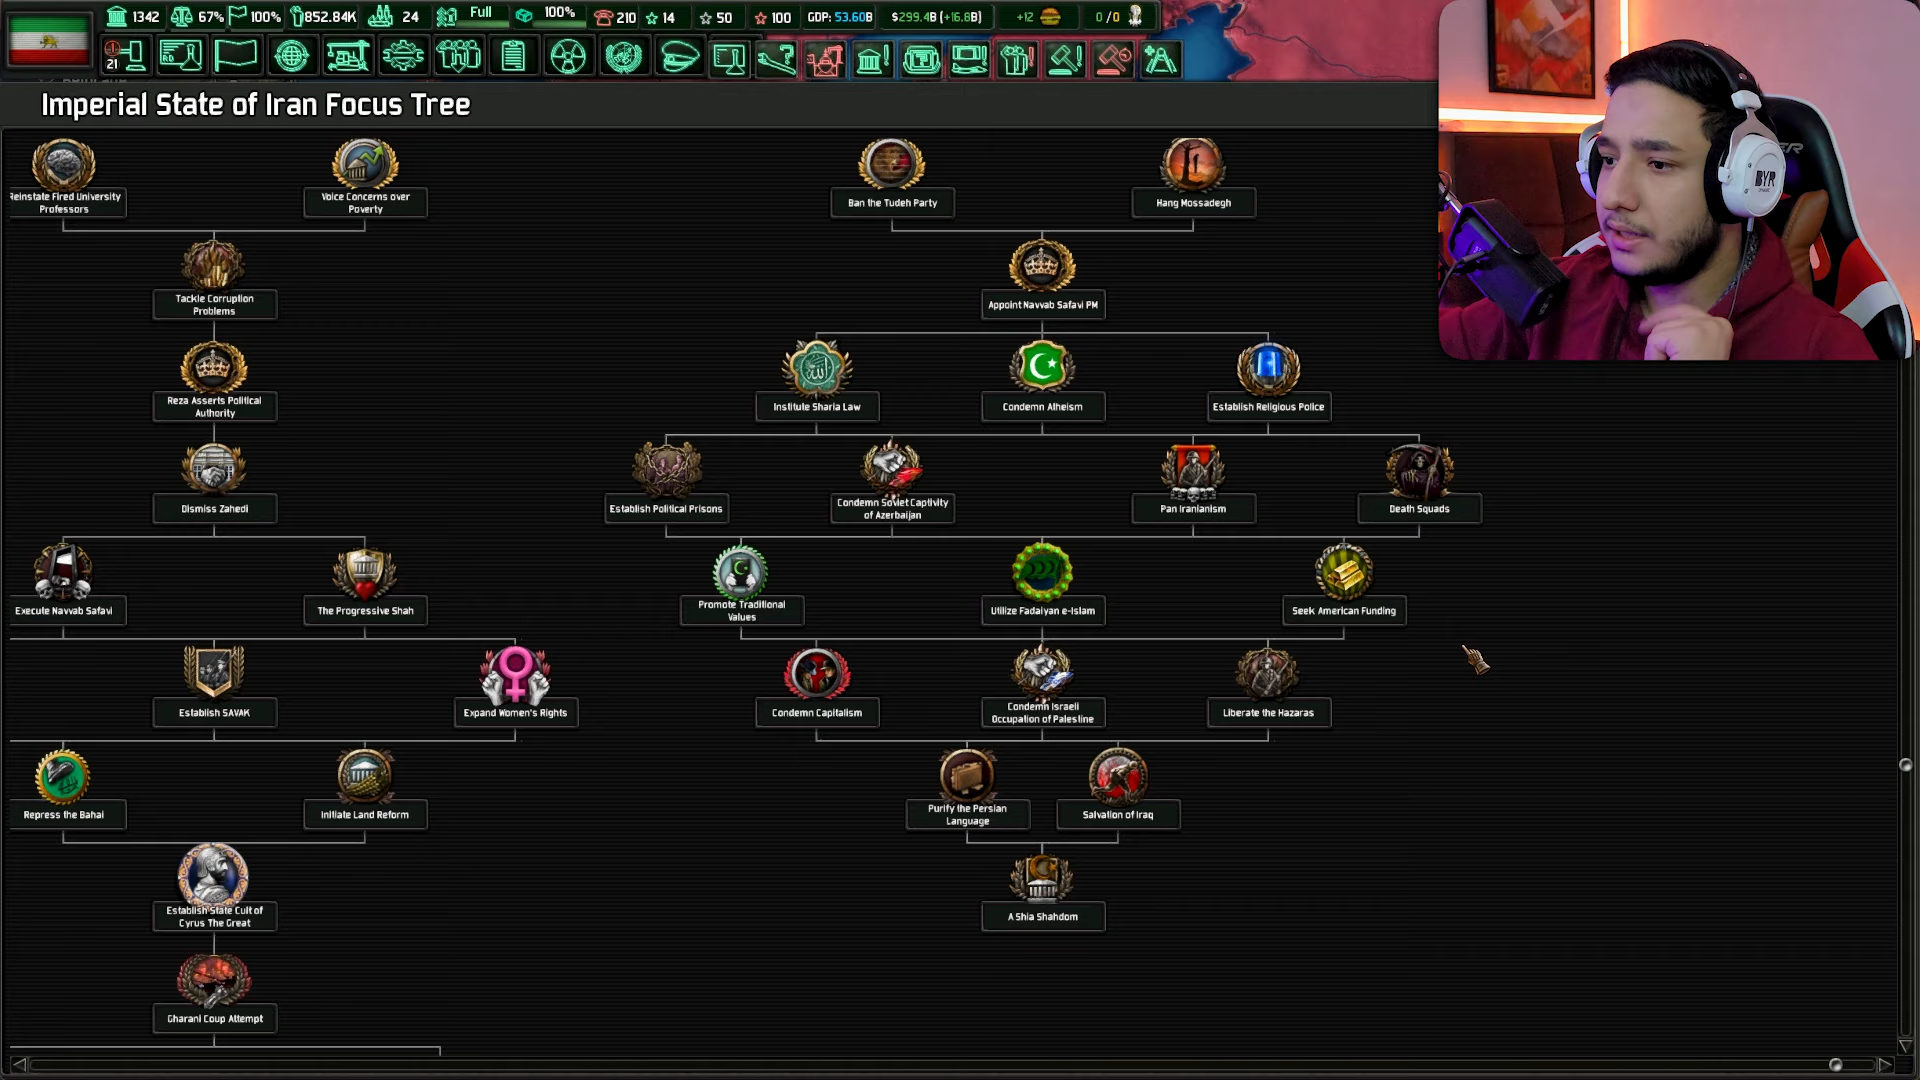 1342
67%
100%
852.84K
24
Full
100%
210
14
50
100
GDP: 53.60B
$299.4B (+16.8B)
+12
0 / 0
21
RD
Imperial State of Iran Focus Tree
Reinstate Fired University
Professors
Voice Concerns over
Poverty
Ban the Tudeh Party
Hang Mossadegh
Tackle Corruption
Problems
Appoint Navvab Safavi PM
Reza Asserts Political
Authority
Institute Sharia Law
Condemn Atheism
Establish Religious Police
Dismiss Zahedi
Establish Political Prisons
Condemn Soviet Captivity
of Azerbaijan
Pan Iranianism
Death Squads
Execute Navvab Safavi
The Progressive Shah
Promote Traditional
Values
Utilize Fadaiyan e-Islam
Seek American Funding
Establish SAVAK
Expand Women's Rights
Condemn Capitalism
Condemn Israeli
Occupation of Palestine
Liberate the Hazaras
Repress the Bahai
Initiate Land Reform
Purify the Persian
Language
Salvation of Iraq
Establish State Cult of
Cyrus The Great
A Shia Shahdom
Gharani Coup Attempt
BYR